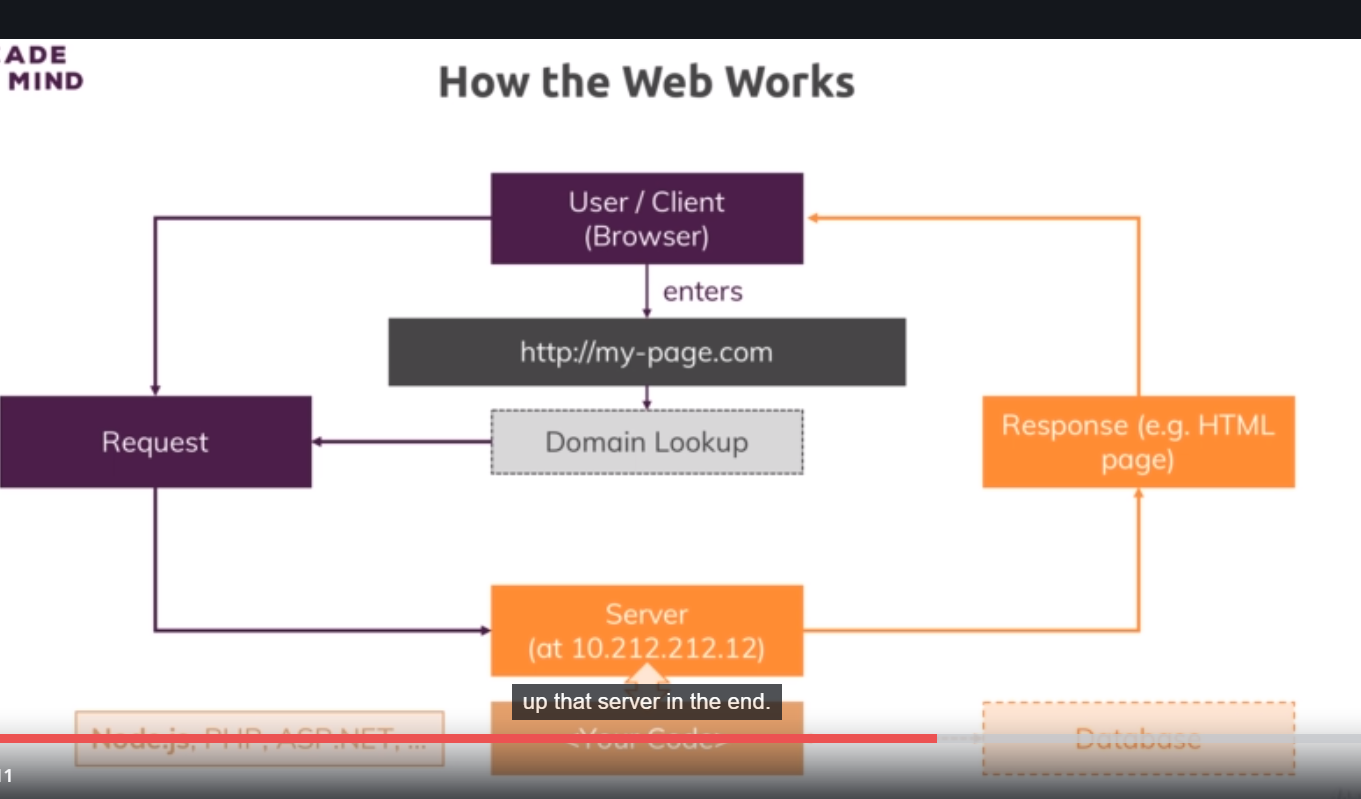 ADE
MIND
How the Web Works
User / Client
(Browser)
enters
http://my-page.com
Domain Lookup
Request
Response (e.g. HTML
page)
Server
(at 10.212.212.12)
up that server in the end.
Node.js, PHP, ASP.NET, ...
<Your Code>
Database